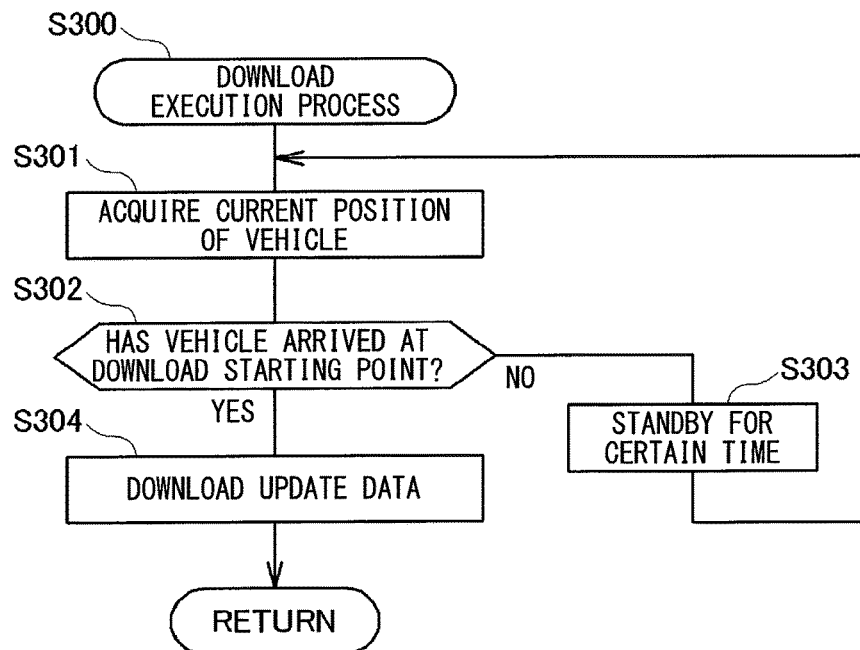 S300
DOWNLOAD
EXECUTION PROCESS
S301
ACQUIRE CURRENT POSITION
OF VEHICLE
S302
HAS VEHICLE ARRIVED AT
DOWNLOAD STARTING POINT?
NO
YES
S303
STANDBY FOR
CERTAIN TIME
S304
DOWNLOAD UPDATE DATA
RETURN